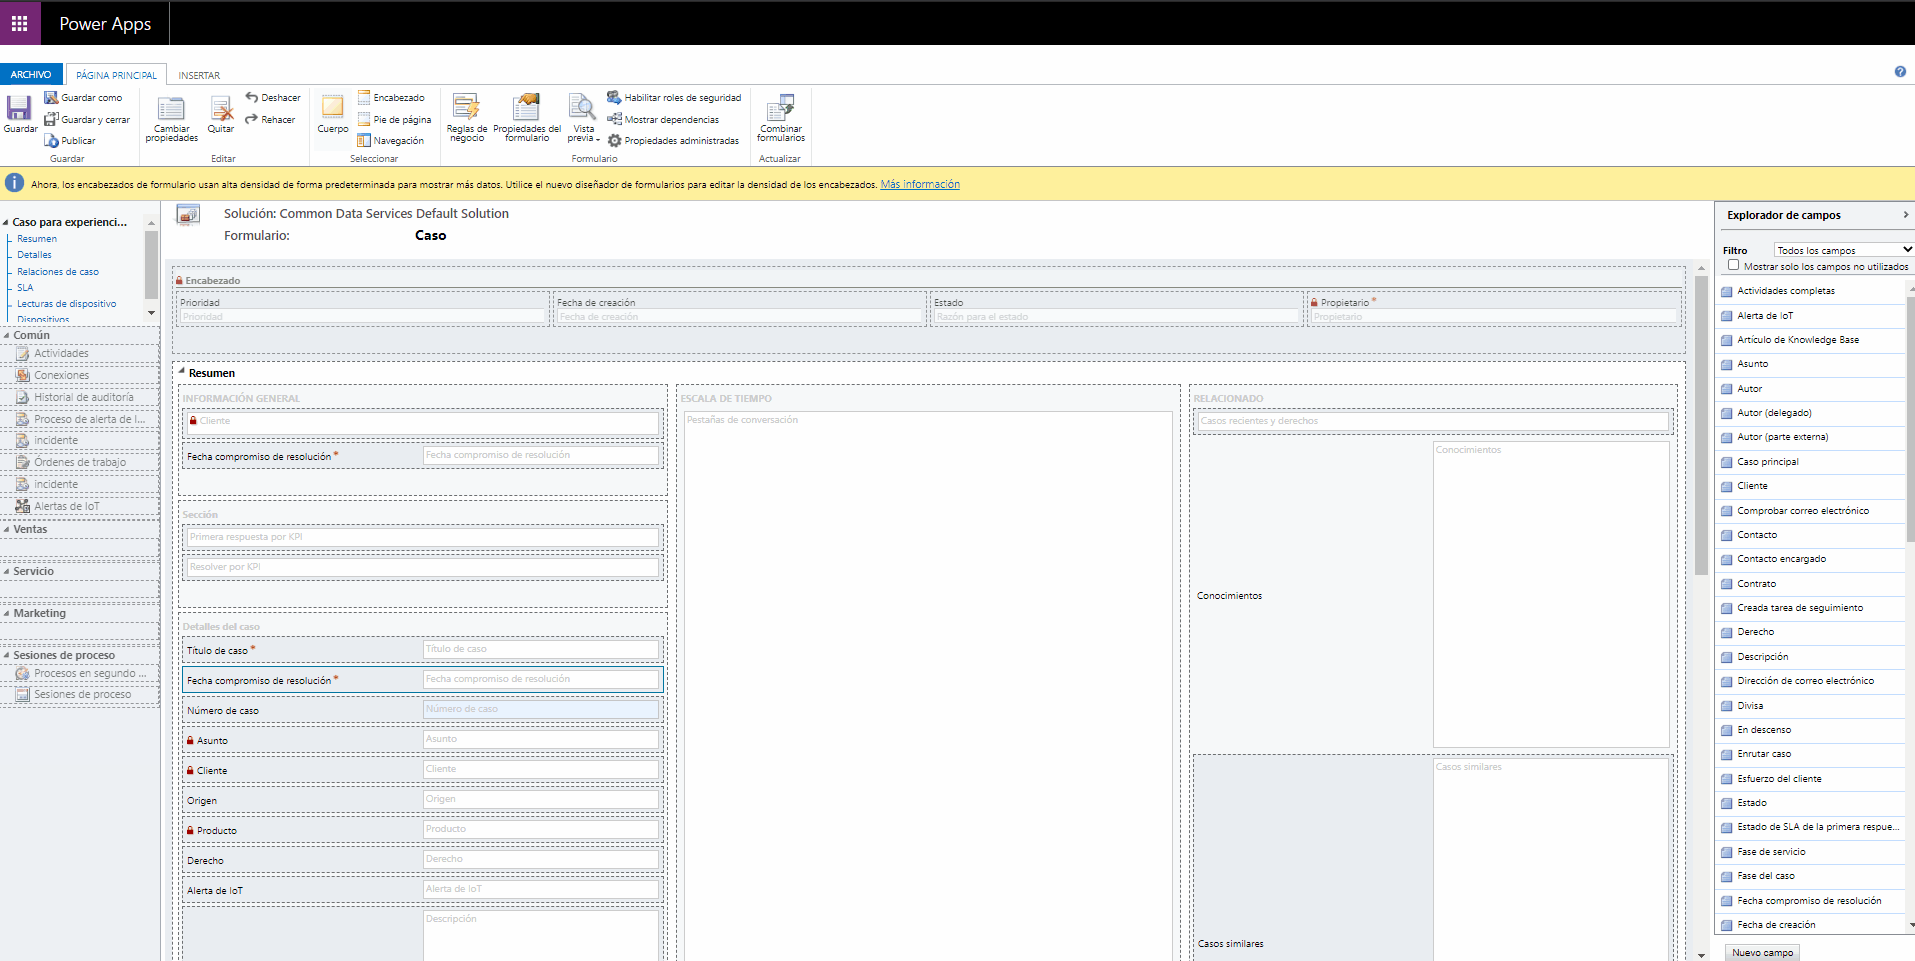 Power Apps
ARCHIVO
PÁGINA PRINCIPAL
INSERTAR
Guardar
Guardar como
Guardar y cerrar
Publicar
Guardar
Cambiar propiedades
Quitar
Deshacer
Rehacer
Editar
Cuerpo
Encabezado
Pie de página
Navegación
Seleccionar
Reglas de negocio
Propiedades del formulario
Vista previa
Habilitar roles de seguridad
Mostrar dependencias
Propiedades administradas
Formulario
Combinar formularios
Actualizar
Ahora, los encabezados de formulario usan alta densidad de forma predeterminada para mostrar más datos. Utilice el nuevo diseñador de formularios para editar la densidad de los encabezados. Más información
Caso para experienci...
Resumen
Detalles
Relaciones de caso
SLA
Lecturas de dispositivo
Dispositivos
Común
Actividades
Conexiones
Historial de auditoría
Proceso de alerta de I...
incidente
Órdenes de trabajo
incidente
Alertas de IoT
Ventas
Servicio
Marketing
Sesiones de proceso
Procesos en segundo ...
Sesiones de proceso
Solución: Common Data Services Default Solution
Formulario: Caso
Encabezado
Prioridad
Prioridad
Fecha de creación
Fecha de creación
Estado
Razón para el estado
Propietario *
Propietario
Resumen
INFORMACIÓN GENERAL
Cliente
Fecha compromiso de resolución * Fecha compromiso de resolución
Sección
Primera respuesta por KPI
Resolver por KPI
Detalles del caso
Título de caso * Título de caso
Fecha compromiso de resolución * Fecha compromiso de resolución
Número de caso Número de caso
Asunto Asunto
Cliente Cliente
Origen Origen
Producto Producto
Derecho Derecho
Alerta de IoT Alerta de IoT
Descripción
ESCALA DE TIEMPO
Pestañas de conversación
RELACIONADO
Casos recientes y derechos
Conocimientos
Conocimientos
Casos similares
Casos similares
Explorador de campos
Filtro Todos los campos
Mostrar solo los campos no utilizados
Actividades completas
Alerta de IoT
Artículo de Knowledge Base
Asunto
Autor
Autor (delegado)
Autor (parte externa)
Caso principal
Cliente
Comprobar correo electrónico
Contacto
Contacto encargado
Contrato
Creada tarea de seguimiento
Derecho
Descripción
Dirección de correo electrónico
Divisa
En descenso
Enrutar caso
Esfuerzo del cliente
Estado
Estado de SLA de la primera respue...
Fase de servicio
Fase del caso
Fecha compromiso de resolución
Fecha de creación
Nuevo campo